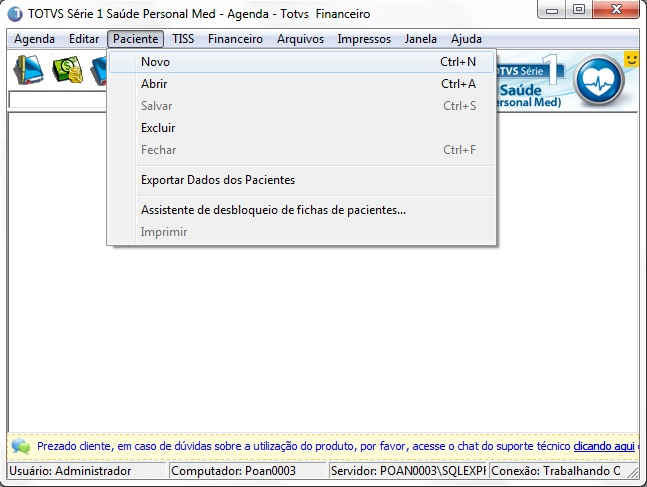 TOTVS Série 1 Saúde Personal Med - Agenda - Totvs  Financeiro
Agenda Editar Paciente TISS Financeiro Arquivos Impressos Janela Ajuda
Novo Ctrl+N
Abrir Ctrl+A
Salvar Ctrl+S
Excluir
Fechar Ctrl+F
Exportar Dados dos Pacientes
Assistente de desbloqueio de fichas de pacientes...
Imprimir
OTVS Série 1
Saúde
ersonal Med)
Prezado cliente, em caso de dúvidas sobre a utilização do produto, por favor, acesse o chat do suporte técnico clicando aqui
Usuário: Administrador Computador: Poan0003 Servidor: POAN0003\SQLEXPR Conexão: Trabalhando O